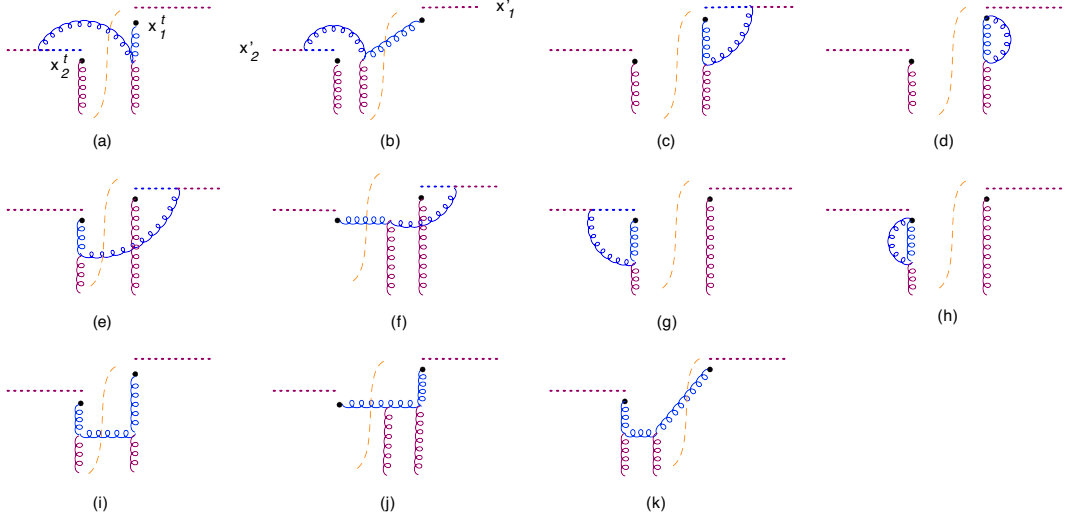 x'_1
x_1^t
x'_2
x_2^t
(a)
(b)
(c)
(d)
(e)
(f)
(g)
(h)
(i)
(j)
(k)